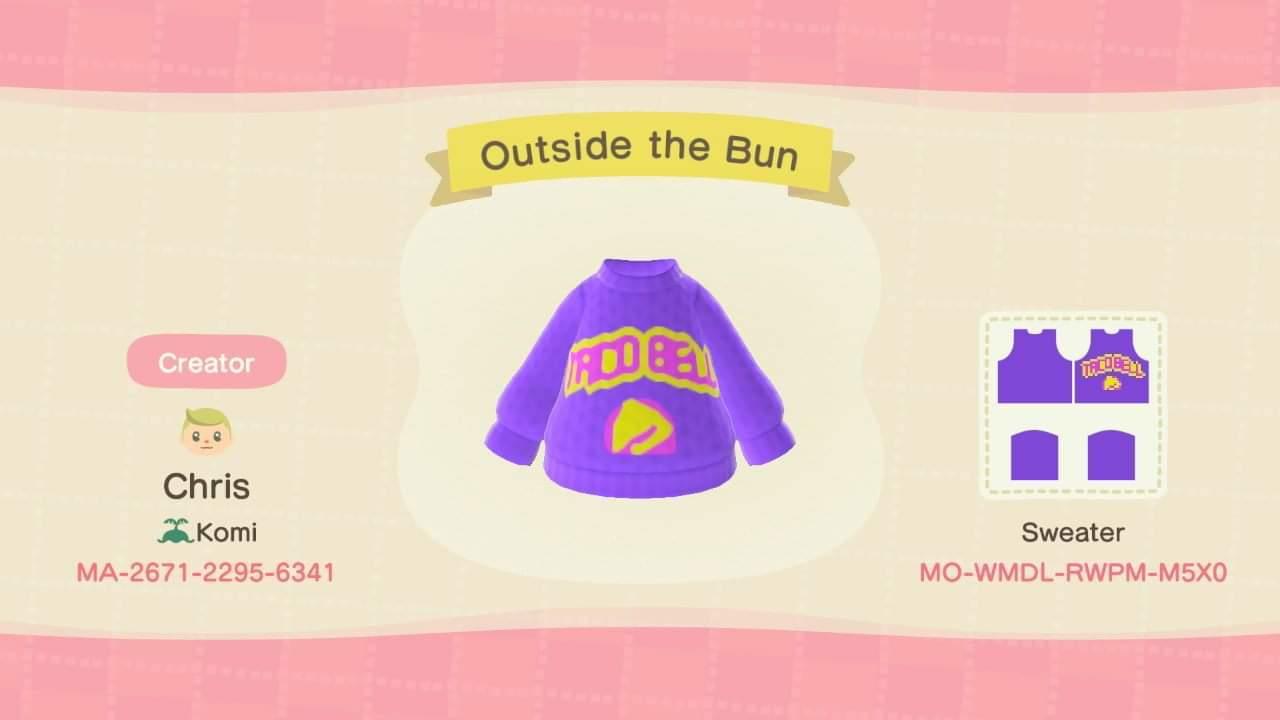 Outside the Bun
TACO BELL
Creator
Chris
Komi
MA-2671-2295-6341
TACO BELL
Sweater
MO-WMDL-RWPM-M5X0